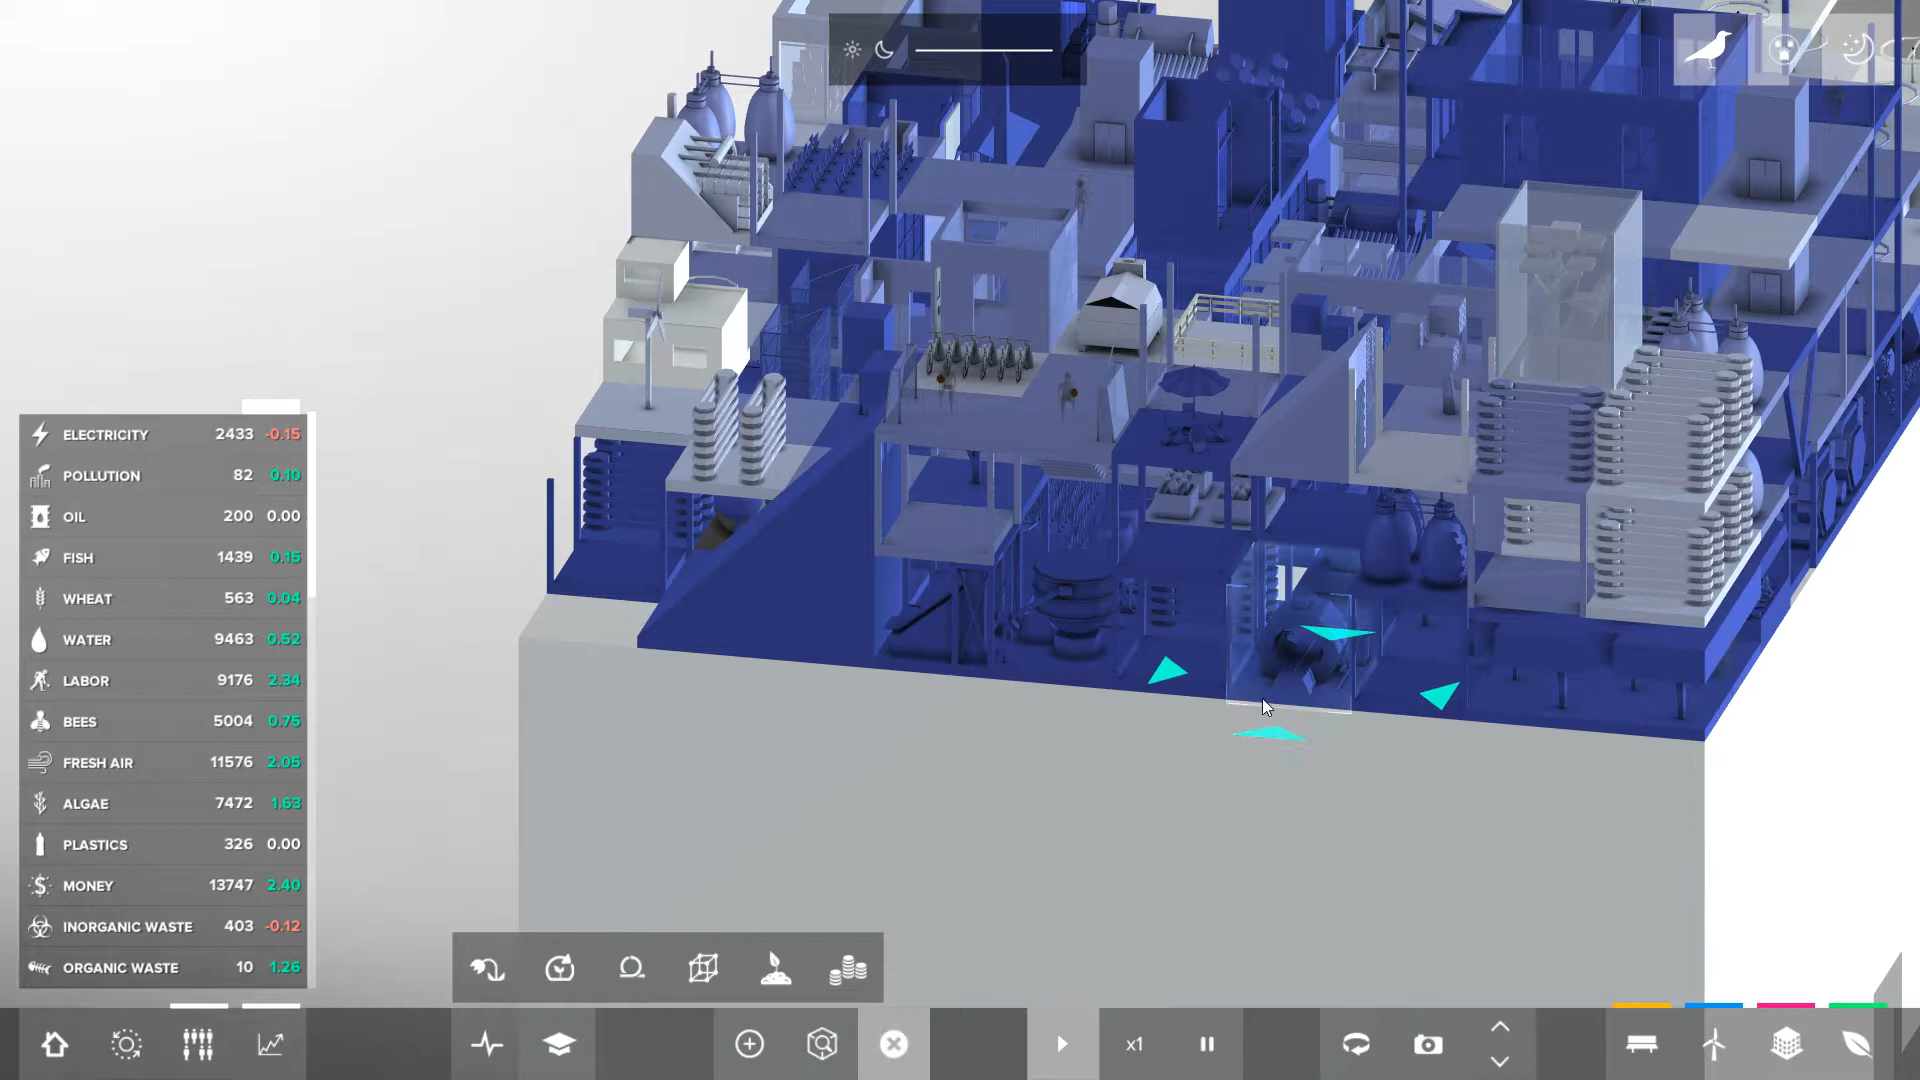 ELECTRICITY 2433 -0.15
POLLUTION 82 0.10
OIL 200 0.00
FISH 1439 0.15
WHEAT 563 0.04
WATER 9463 0.52
LABOR 9176 2.34
BEES 5004 0.75
FRESH AIR 11576 2.05
ALGAE 7472 1.63
PLASTICS 326 0.00
MONEY 13747 2.40
INORGANIC WASTE 403 -0.12
ORGANIC WASTE 10 1.26
x1